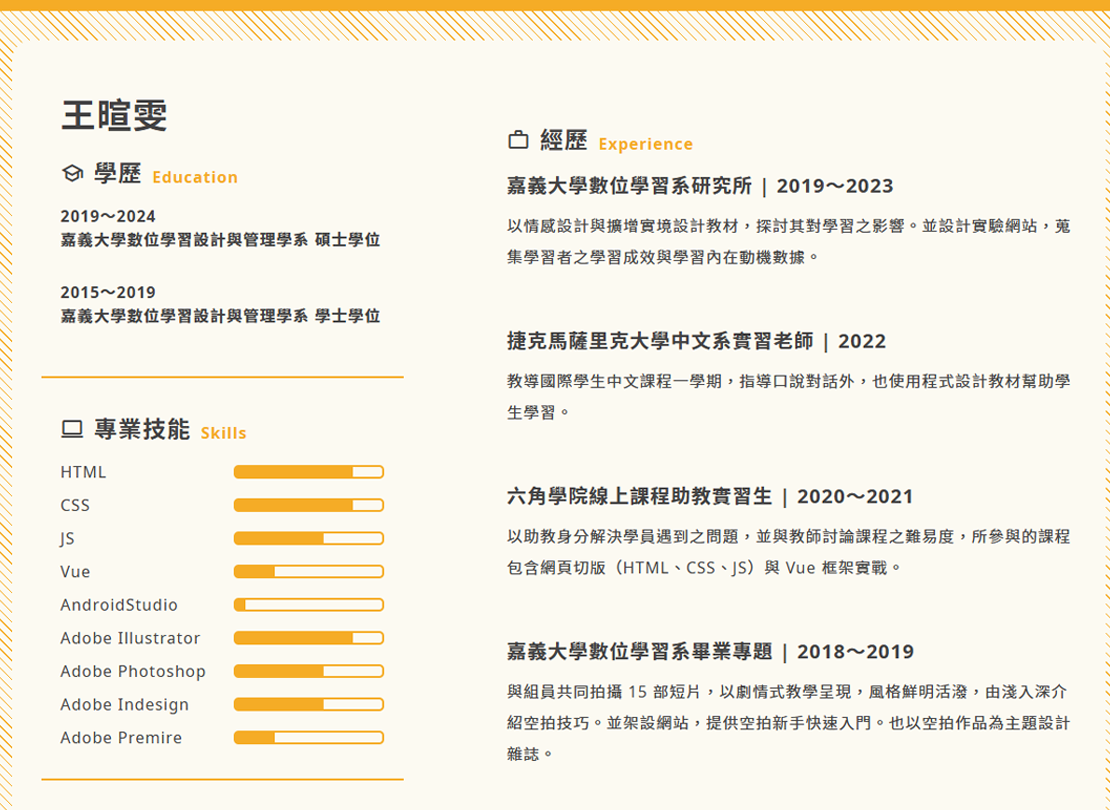 王暄雯
學歷 Education
2019～2024
嘉義大學數位學習設計與管理學系 碩士學位
2015～2019
嘉義大學數位學習設計與管理學系 學士學位
專業技能 Skills
HTML
CSS
JS
Vue
AndroidStudio
Adobe Illustrator
Adobe Photoshop
Adobe Indesign
Adobe Premire
經歷 Experience
嘉義大學數位學習系研究所 | 2019～2023
以情感設計與擴增實境設計教材，探討其對學習之影響。並設計實驗網站，蒐
集學習者之學習成效與學習內在動機數據。
捷克馬薩里克大學中文系實習老師 | 2022
教導國際學生中文課程一學期，指導口說對話外，也使用程式設計教材幫助學
生學習。
六角學院線上課程助教實習生 | 2020～2021
以助教身分解決學員遇到之問題，並與教師討論課程之難易度，所參與的課程
包含網頁切版（HTML、CSS、JS）與 Vue 框架實戰。
嘉義大學數位學習系畢業專題 | 2018～2019
與組員共同拍攝 15 部短片，以劇情式教學呈現，風格鮮明活潑，由淺入深介
紹空拍技巧。並架設網站，提供空拍新手快速入門。也以空拍作品為主題設計
雜誌。